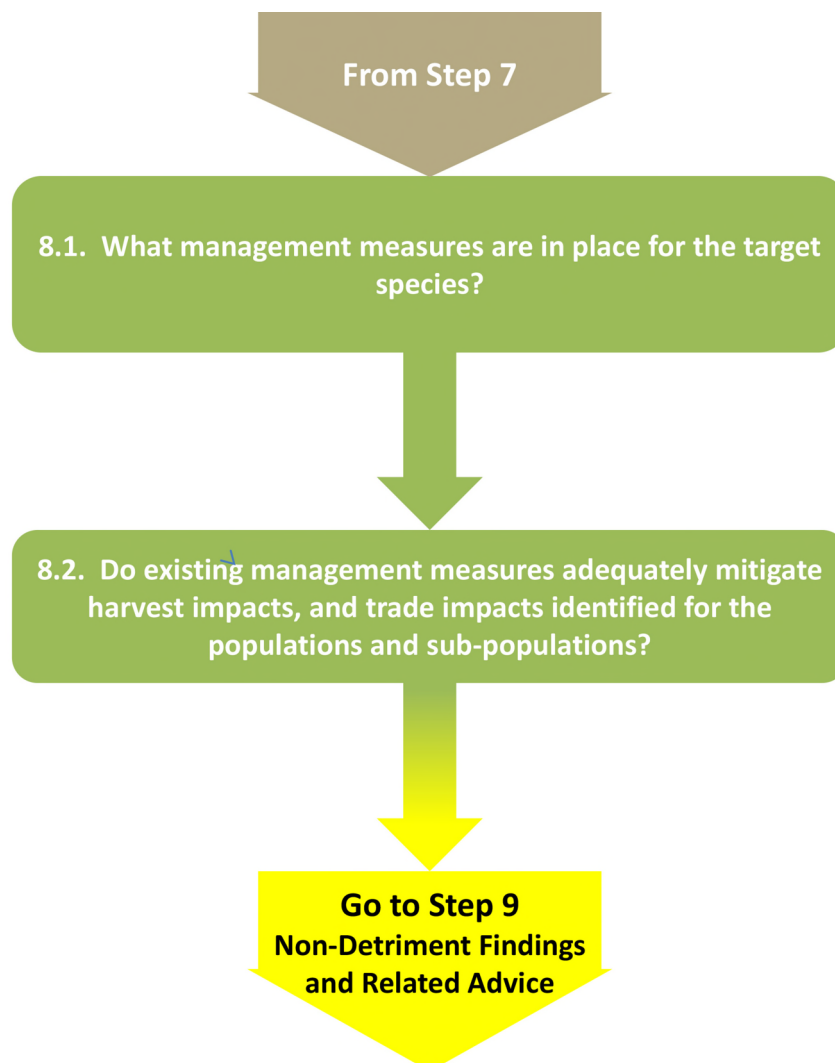 From Step 7
8.1. What management measures are in place for the target
species?
8.2. Do existing management measures adequately mitigate
harvest impacts, and trade impacts identified for the
populations and sub-populations?
Go to Step 9
Non-Detriment Findings
and Related Advice